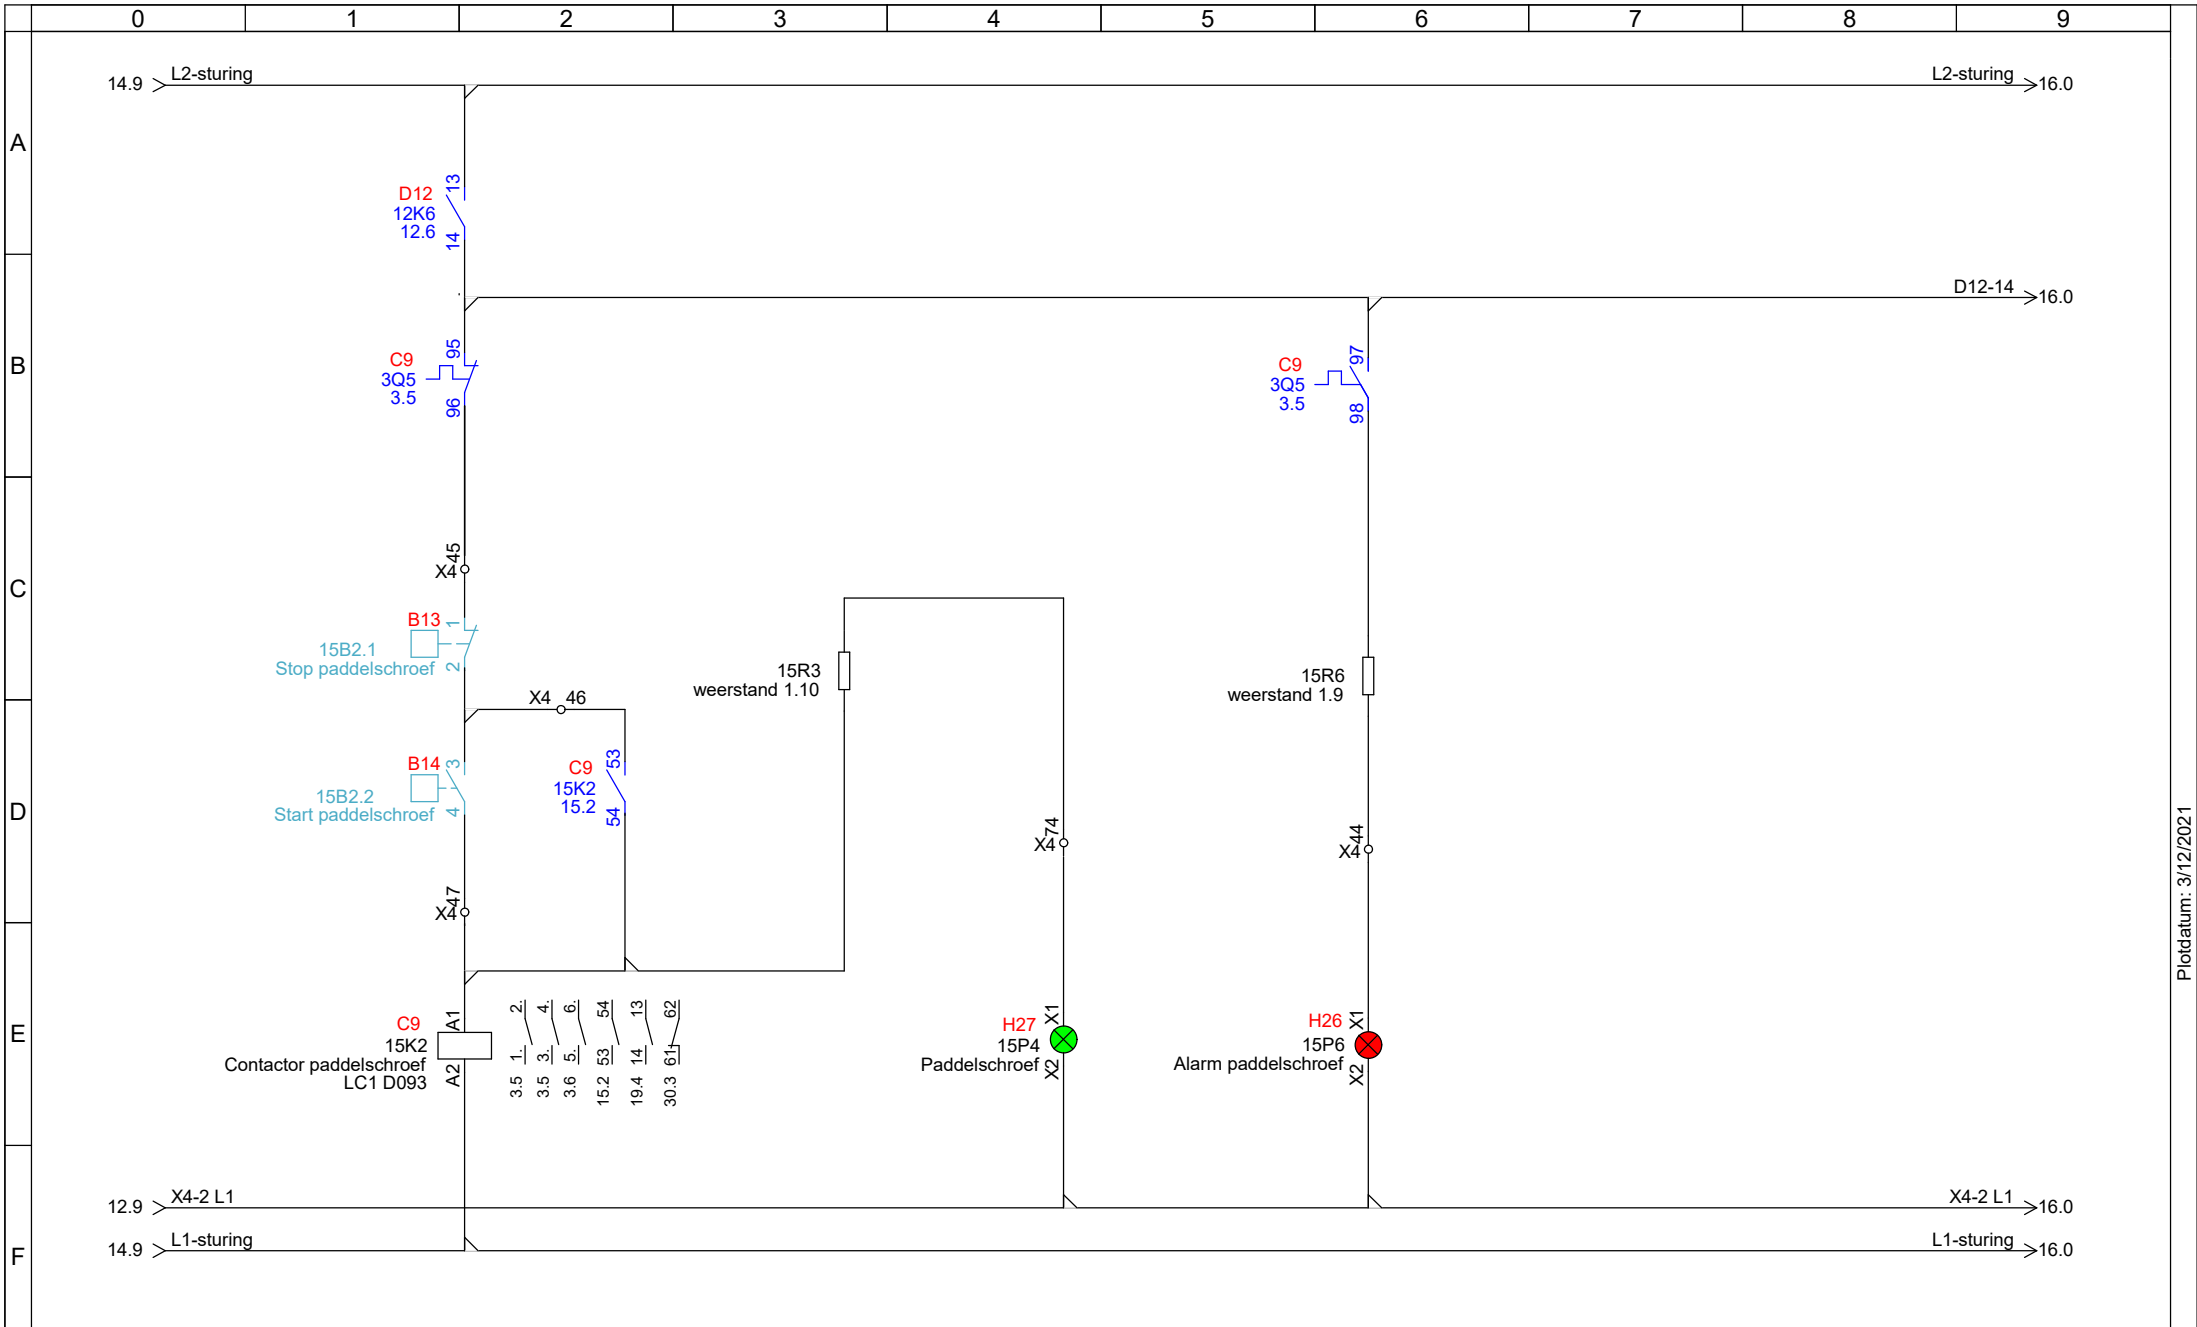 0 1 2 3 4 5 6 7 8 9
14.9 L2-sturing L2-sturing 16.0
A
D12 13
12K6
12.6 14
D12-14 16.0
B
C9 95
3Q5
3.5 96
C9 97
3Q5
3.5 98
C
X4 45
B13 1
15B2.1
Stop paddelschroef 2
15R3
weerstand 1.10
15R6
weerstand 1.9
X4 46
D
B14 3
15B2.2
Start paddelschroef 4
C9 53
15K2
15.2 54
X4 74
X4 44
X4 47
E
C9 A1
15K2
Contactor paddelschroef
LC1 D093 A2
2. 4. 6. 54 13 62
1. 3. 5. 53 14 61
3.5 3.5 3.6 15.2 19.4 30.3
H27 X1
15P4
Paddelschroef X2
H26 X1
15P6
Alarm paddelschroef X2
12.9 X4-2 L1 X4-2 L1 16.0
F
14.9 L1-sturing L1-sturing 16.0
Plotdatum: 3/12/2021